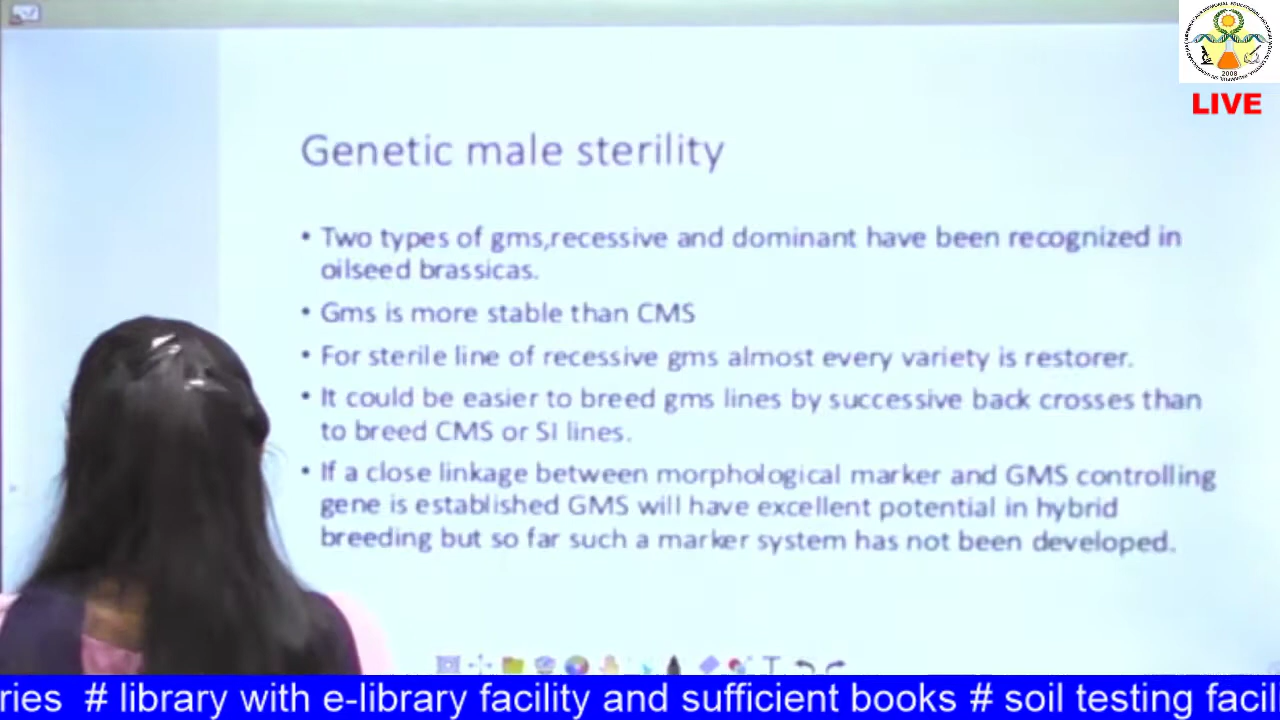 LIVE
2008
Genetic male sterility
• Two types of gms,recessive and dominant have been recognized in
oilseed brassicas.
• Gms is more stable than CMS
• For sterile line of recessive gms almost every variety is restorer.
• It could be easier to breed gms lines by successive back crosses than
to breed CMS or SI lines.
• If a close linkage between morphological marker and GMS controlling
gene is established GMS will have excellent potential in hybrid
breeding but so far such a marker system has not been developed.
ries # library with e-library facility and sufficient books # soil testing facil